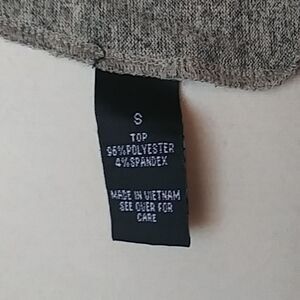 S
TOP
96%POLYESTER
4%SPANDEX
MADE IN VIETNAM
SEE OVER FOR
CARE